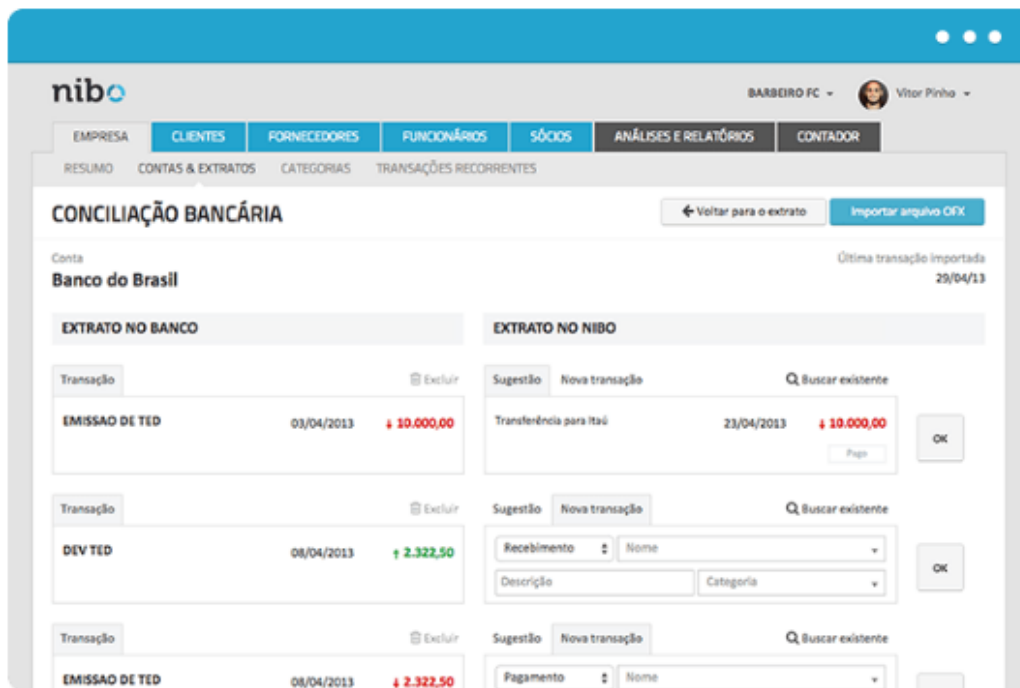 nibo
BARBEIRO FC
Vitor Pinho
EMPRESA CLIENTES FORNECEDORES FUNCIONÁRIOS SÓCIOS ANÁLISES E RELATÓRIOS CONTADOR
RESUMO CONTAS & EXTRATOS CATEGORIAS TRANSAÇÕES RECORRENTES
CONCILIAÇÃO BANCÁRIA
Voltar para o extrato Importar arquivo OFX
Conta Última transação importada
Banco do Brasil 29/04/13
EXTRATO NO BANCO EXTRATO NO NIBO
Transação Excluir Sugestão Nova transação Buscar existente
EMISSAO DE TED 03/04/2013 10.000,00 Transferência para Itaú 23/04/2013 10.000,00
Pago
OK
Transação Excluir Sugestão Nova transação Buscar existente
DEV TED 08/04/2013 2.322,50 Recebimento Nome
Descrição Categoria
OK
Transação Excluir Sugestão Nova transação Buscar existente
EMISSAO DE TED 08/04/2013 2.322,50 Pagamento Nome